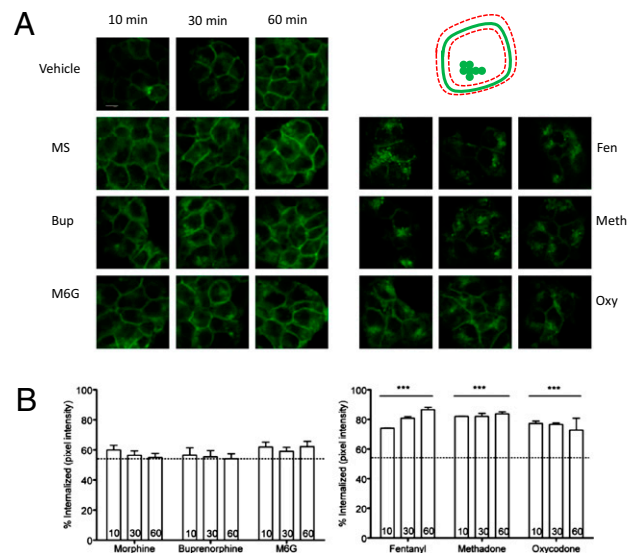 A
10 min 30 min 60 min
Vehicle
MS
Fen
Bup
Meth
M6G
Oxy
B
% Internalized (pixel intensity)
100
80
60
40
20
0
10 30 60 10 30 60 10 30 60
Morphine Buprenorphine M6G
% Internalized (pixel intensity)
100
80
60
40
20
0
*** *** ***
10 30 60 10 30 60 10 30 60
Fentanyl Methadone Oxycodone